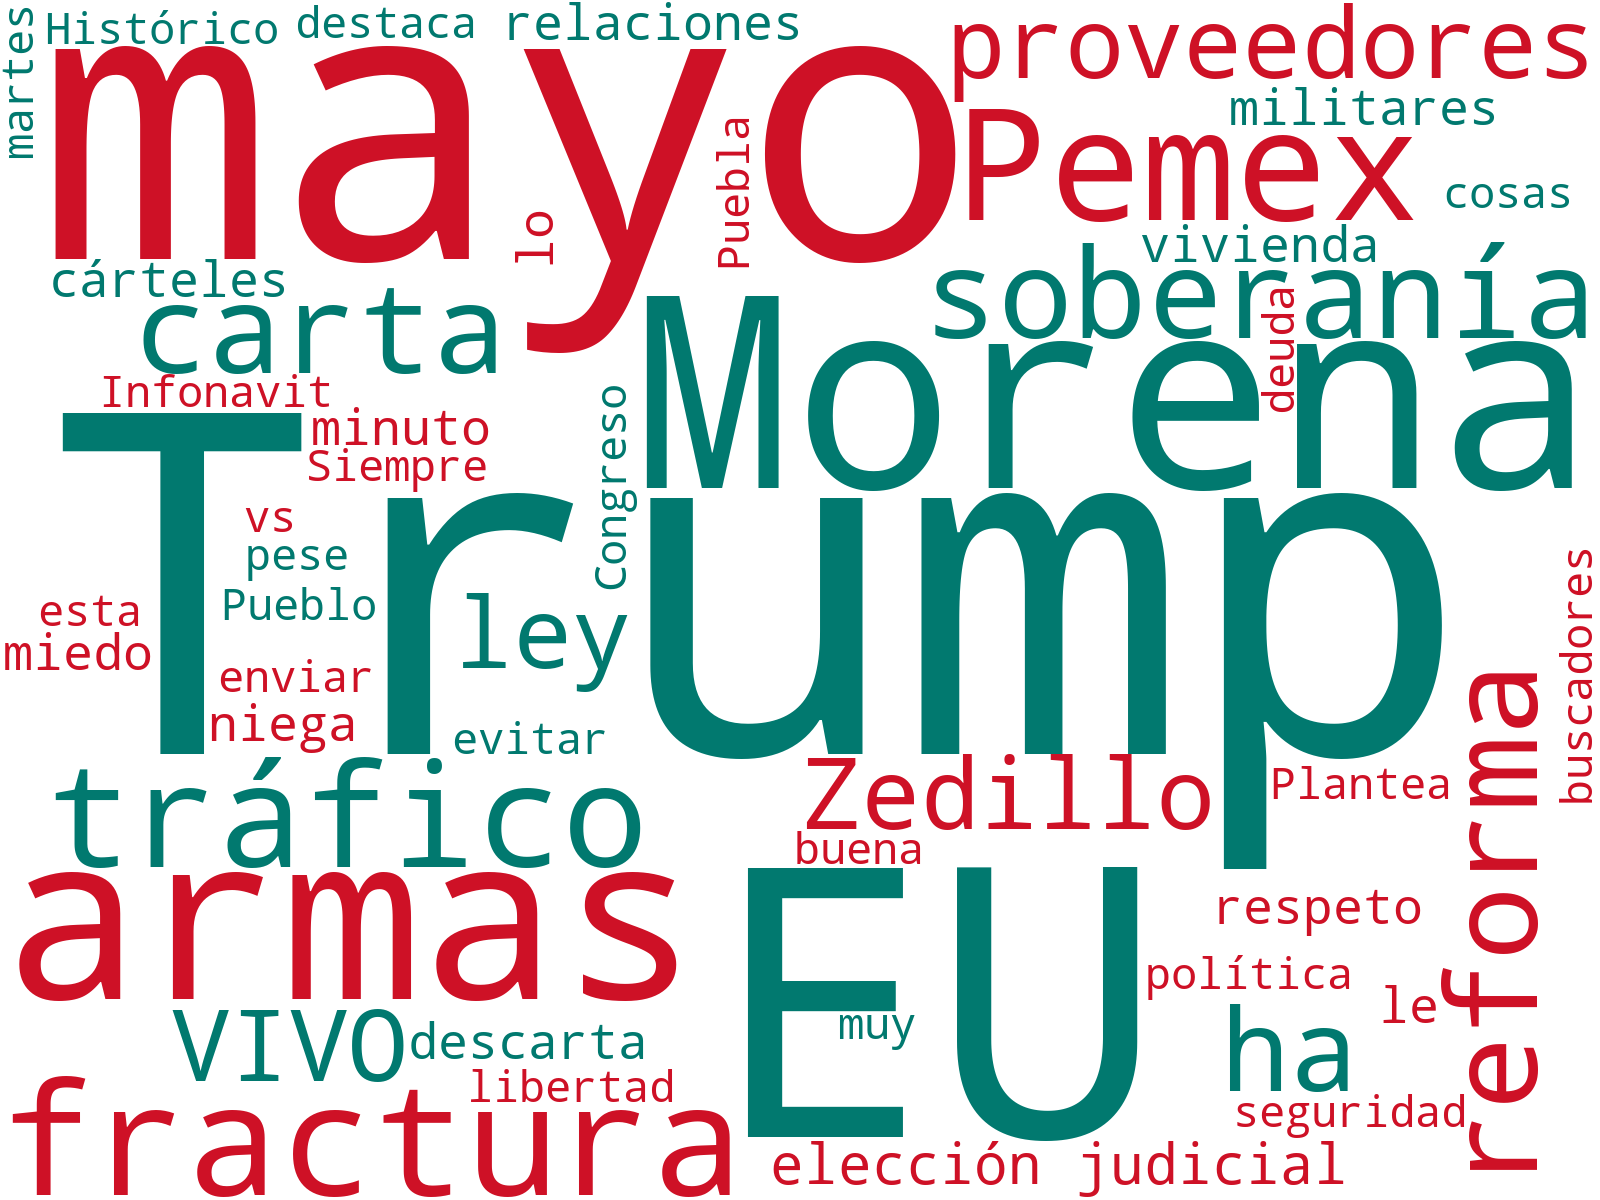 martes
Histórico
destaca
relaciones
proveedores
mayo
militares
Pemex
Puebla
cosas
lo
vivienda
soberanía
cárteles
carta
deuda
Morena
Infonavit
minuto
Siempre
Congreso
Trump
vs
pese
Pueblo
ley
esta
miedo
enviar
niega
evitar
buscadores
reforma
tráfico
Zedillo
Plantea
buena
armas
EU
respeto
política
le
muy
VIVO
descarta
ha
libertad
seguridad
fractura
elección judicial